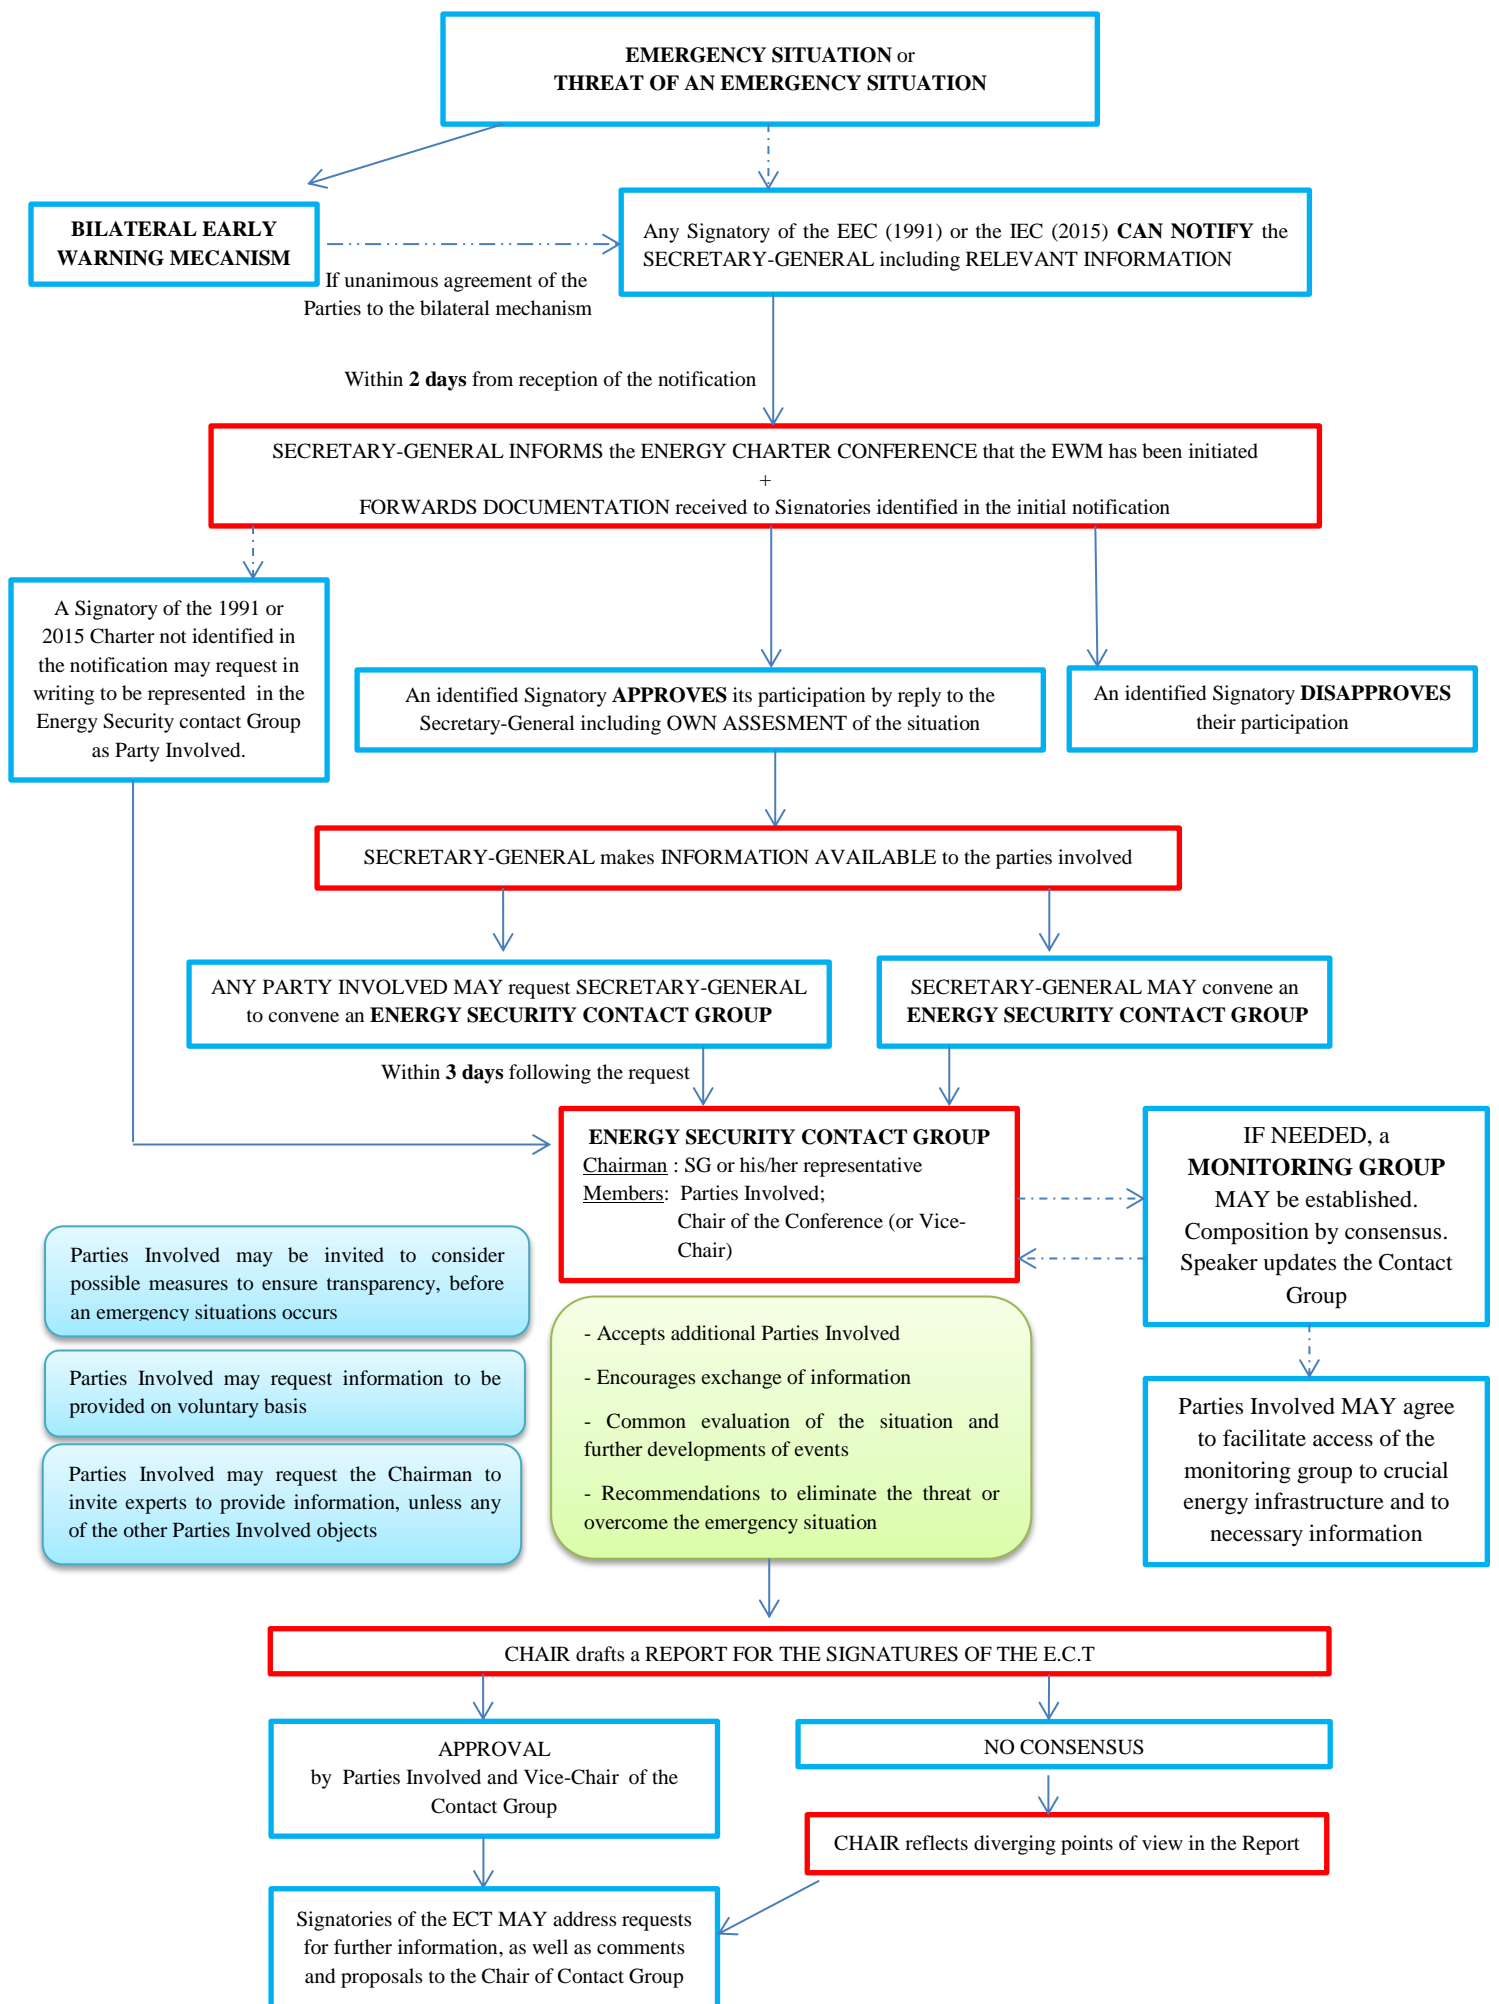 EMERGENCY SITUATION or
THREAT OF AN EMERGENCY SITUATION
BILATERAL EARLY
WARNING MECANISM
If unanimous agreement of the
Parties to the bilateral mechanism
Any Signatory of the EEC (1991) or the IEC (2015) CAN NOTIFY the
SECRETARY-GENERAL including RELEVANT INFORMATION
Within 2 days from reception of the notification
SECRETARY-GENERAL INFORMS the ENERGY CHARTER CONFERENCE that the EWM has been initiated
+
FORWARDS DOCUMENTATION received to Signatories identified in the initial notification
A Signatory of the 1991 or
2015 Charter not identified in
the notification may request in
writing to be represented in the
Energy Security contact Group
as Party Involved.
An identified Signatory APPROVES its participation by reply to the
Secretary-General including OWN ASSESMENT of the situation
An identified Signatory DISAPPROVES
their participation
SECRETARY-GENERAL makes INFORMATION AVAILABLE to the parties involved
ANY PARTY INVOLVED MAY request SECRETARY-GENERAL
to convene an ENERGY SECURITY CONTACT GROUP
SECRETARY-GENERAL MAY convene an
ENERGY SECURITY CONTACT GROUP
Within 3 days following the request
ENERGY SECURITY CONTACT GROUP
Chairman : SG or his/her representative
Members: Parties Involved;
Chair of the Conference (or Vice-
Chair)
IF NEEDED, a
MONITORING GROUP
MAY be established.
Composition by consensus.
Speaker updates the Contact
Group
Parties Involved may be invited to consider
possible measures to ensure transparency, before
an emergency situations occurs
Parties Involved may request information to be
provided on voluntary basis
Parties Involved may request the Chairman to
invite experts to provide information, unless any
of the other Parties Involved objects
- Accepts additional Parties Involved
- Encourages exchange of information
- Common evaluation of the situation and
further developments of events
- Recommendations to eliminate the threat or
overcome the emergency situation
Parties Involved MAY agree
to facilitate access of the
monitoring group to crucial
energy infrastructure and to
necessary information
CHAIR drafts a REPORT FOR THE SIGNATURES OF THE E.C.T
APPROVAL
by Parties Involved and Vice-Chair of the
Contact Group
NO CONSENSUS
CHAIR reflects diverging points of view in the Report
Signatories of the ECT MAY address requests
for further information, as well as comments
and proposals to the Chair of Contact Group